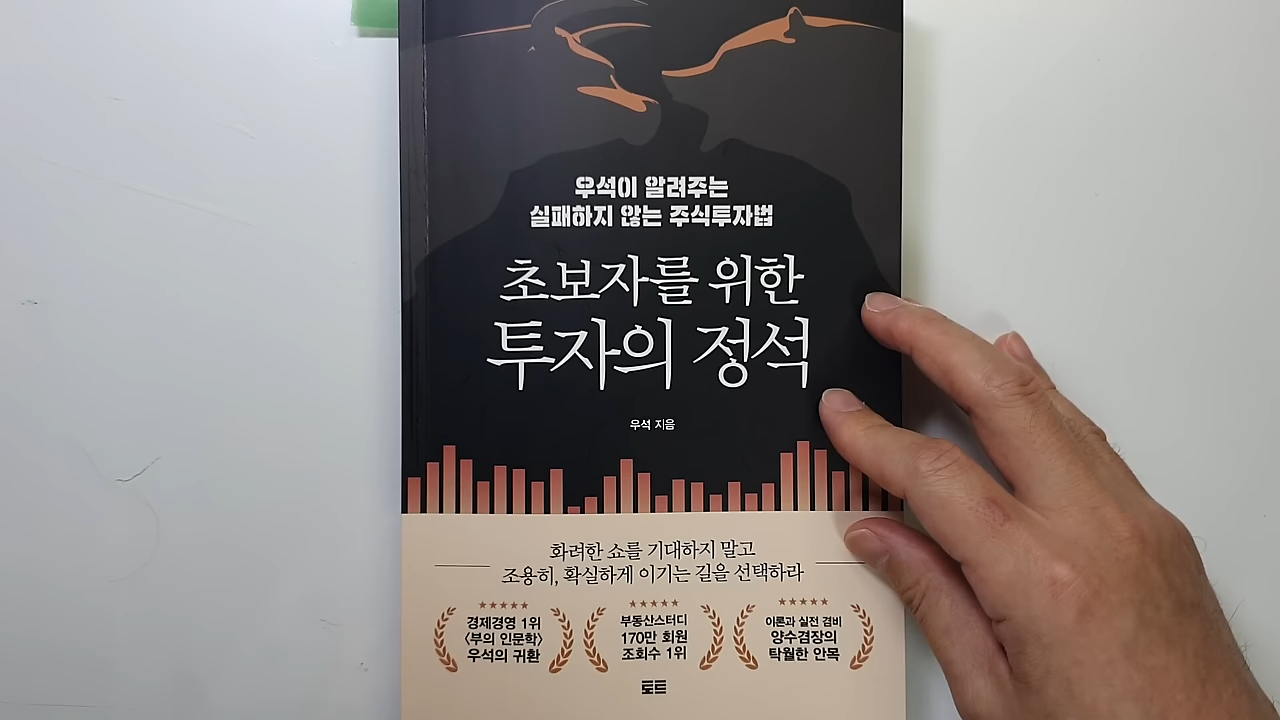 우석이 알려주는
실패하지 않는 주식투자법
초보자를 위한
투자의 정석
우석 지음
화려한 쇼를 기대하지 말고
조용히, 확실하게 이기는 길을 선택하라
경제경영 1위
〈부의 인문학〉
우석의 귀환
부동산스터디
170만 회원
조회수 1위
이론과 실전 겸비
양수겸장의
탁월한 안목
토트